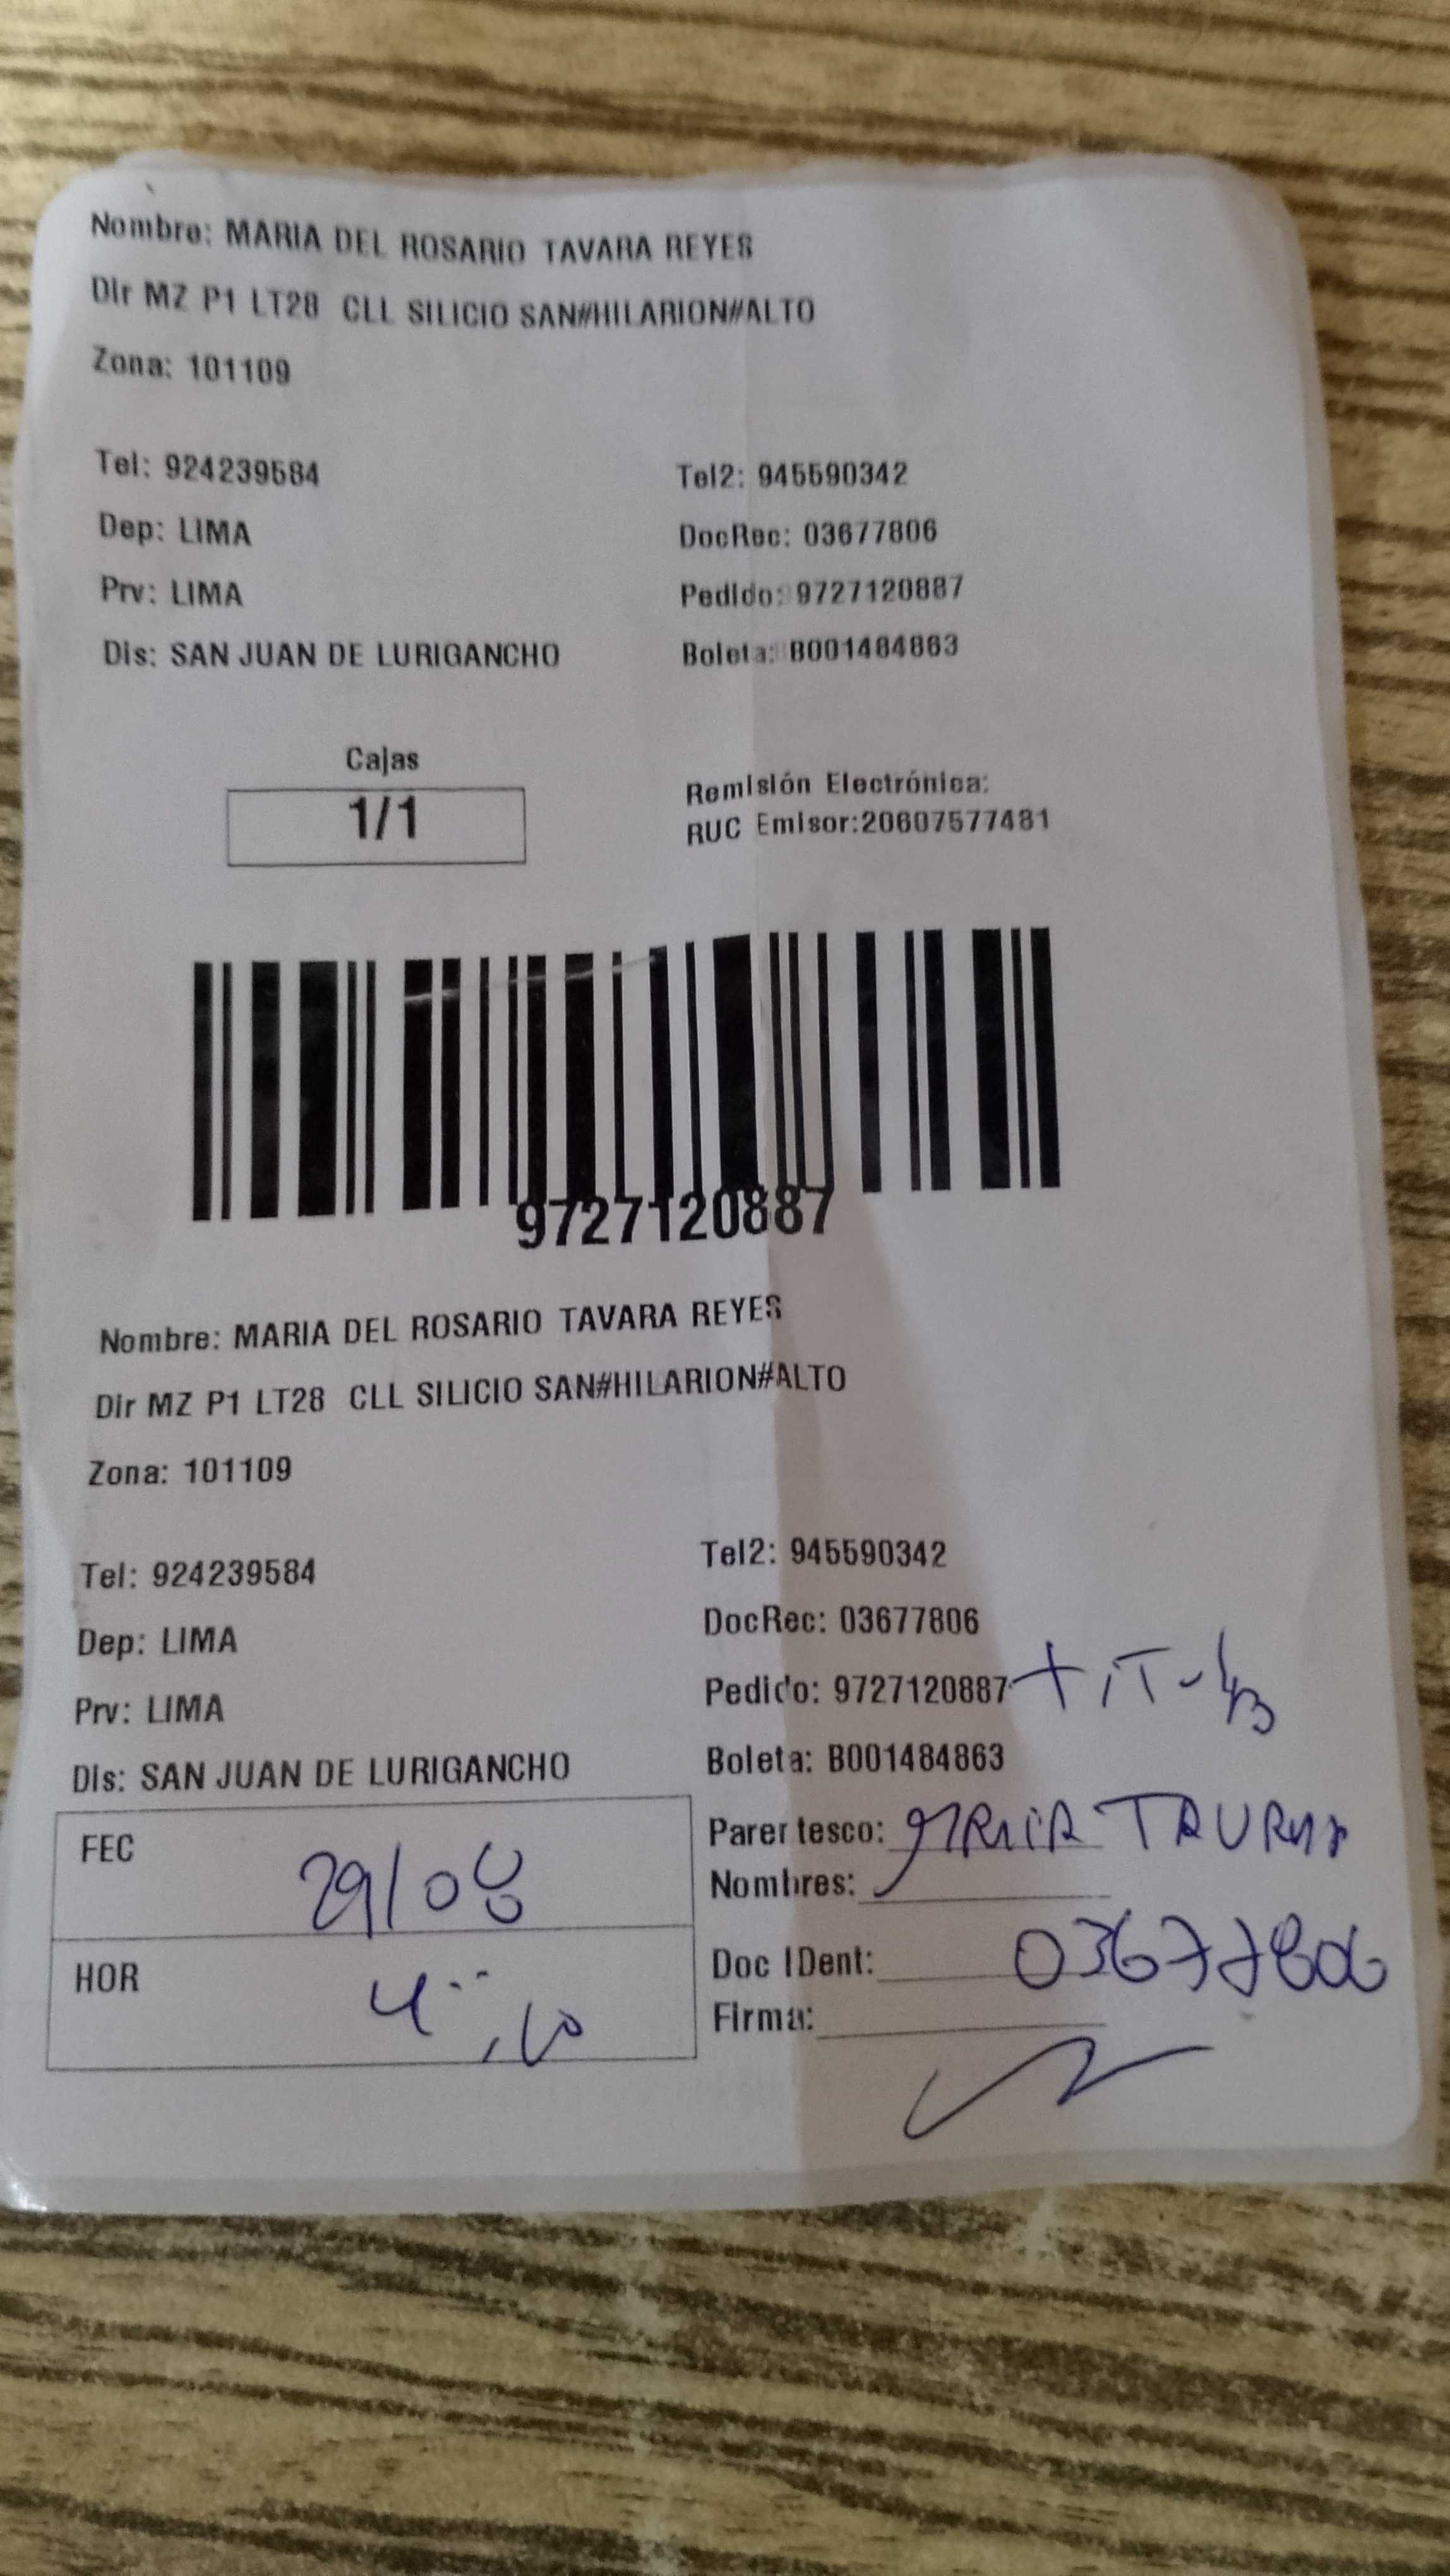 Nombre: MARIA DEL ROSARIO TAVARA REYES
Dir MZ P1 LT28 CLL SILICIO SAN#HILARION#ALTO
Zona: 101109
Tel: 924239584 Tel2: 945590342
Dep: LIMA DocRec: 03677806
Prv: LIMA Pedido: 9727120887
Dis: SAN JUAN DE LURIGANCHO Boleta: B001484863
Cajas
1/1
Remisión Electrónica:
RUC Emisor:20607577481
9727120887
Nombre: MARIA DEL ROSARIO TAVARA REYES
Dir MZ P1 LT28 CLL SILICIO SAN#HILARION#ALTO
Zona: 101109
Tel: 924239584 Tel2: 945590342
Dep: LIMA DocRec: 03677806
Prv: LIMA Pedido: 9727120887
Dis: SAN JUAN DE LURIGANCHO Boleta: B001484863
FEC 29/08
HOR
Parentesco: MARIA TAVARA
Nombres:
Doc IDent: 03677806
Firma: